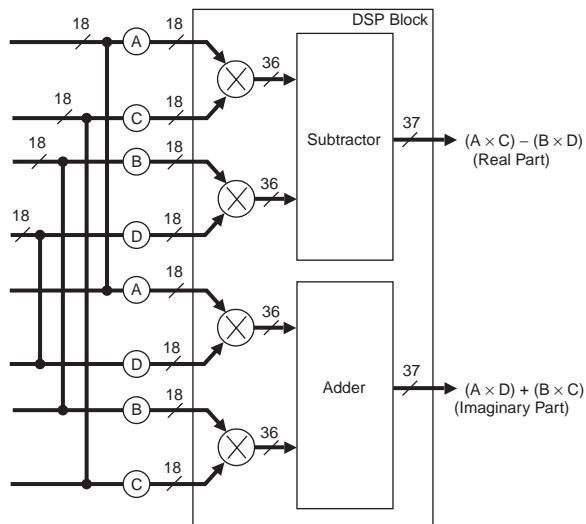 DSP Block
18 A 18
36
18 C 18
Subtractor
37
(A × C) – (B × D)
(Real Part)
18 B 18
36
18 D 18
A 18
36
D 18
Adder
37
(A × D) + (B × C)
(Imaginary Part)
B 18
36
C 18